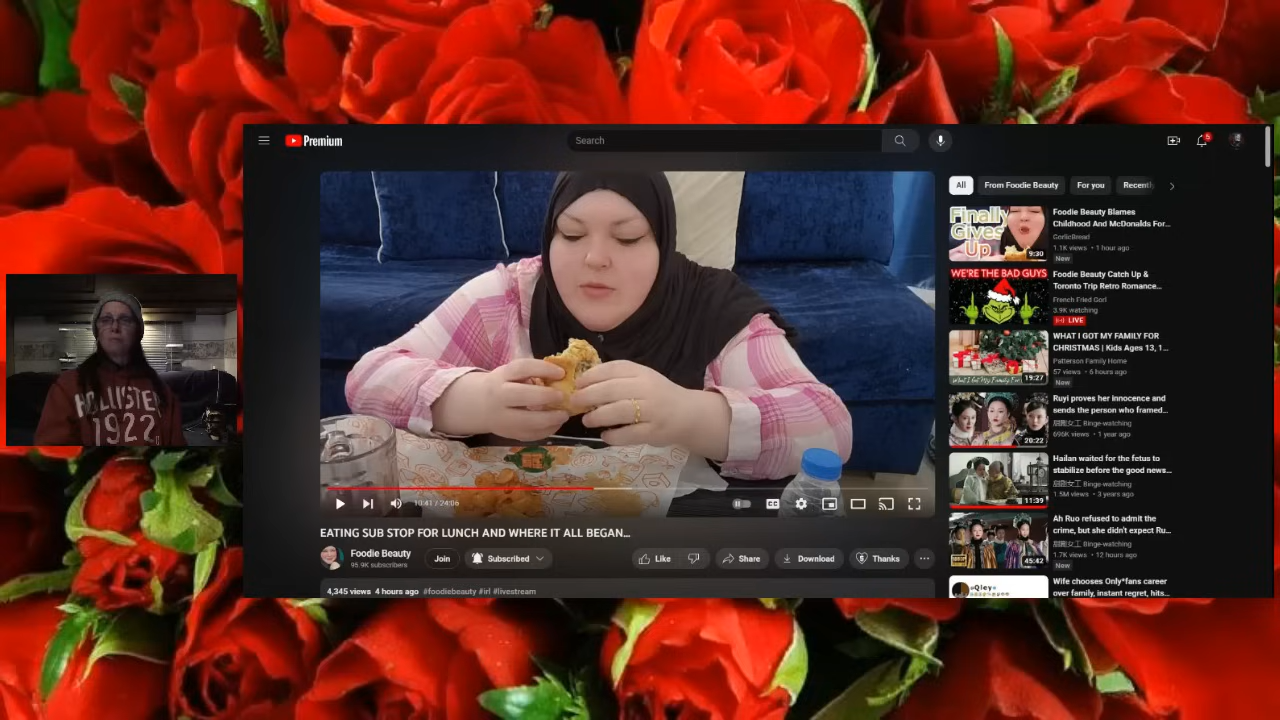 Premium
Search
5
All
From Foodie Beauty
For you
Recently
Finally
Gives
Up
9:30
Foodie Beauty Blames
Childhood And McDonalds For...
GarlicBread
1.1K views • 1 hour ago
New
WE'RE THE BAD GUYS
Foodie Beauty Catch Up &
Toronto Trip Retro Romance...
French Fried Gorl
3.9K watching
LIVE
WHAT I GOT MY FAMILY FOR
CHRISTMAS | Kids Ages 13, 1...
Patterson Family Home
57 views • 6 hours ago
New
19:27
Ruyi proves her innocence and
sends the person who framed...
Binge-watching
696K views • 1 year ago
20:22
Hailan waited for the fetus to
stabilize before the good news...
Binge-watching
1.5M views • 3 years ago
11:39
Ah Ruo refused to admit the
crime, but she didn't expect Ru...
Binge-watching
1.7K views • 12 hours ago
New
45:42
Wife chooses Only*fans career
over family, instant regret, hits...
Qley
HOLLISTER
1922
10:41 / 24:06
CC
EATING SUB STOP FOR LUNCH AND WHERE IT ALL BEGAN...
Foodie Beauty
95.9K subscribers
Join
Subscribed
Like
Share
Download
Thanks
4,345 views 4 hours ago #foodiebeauty #irl #livestream